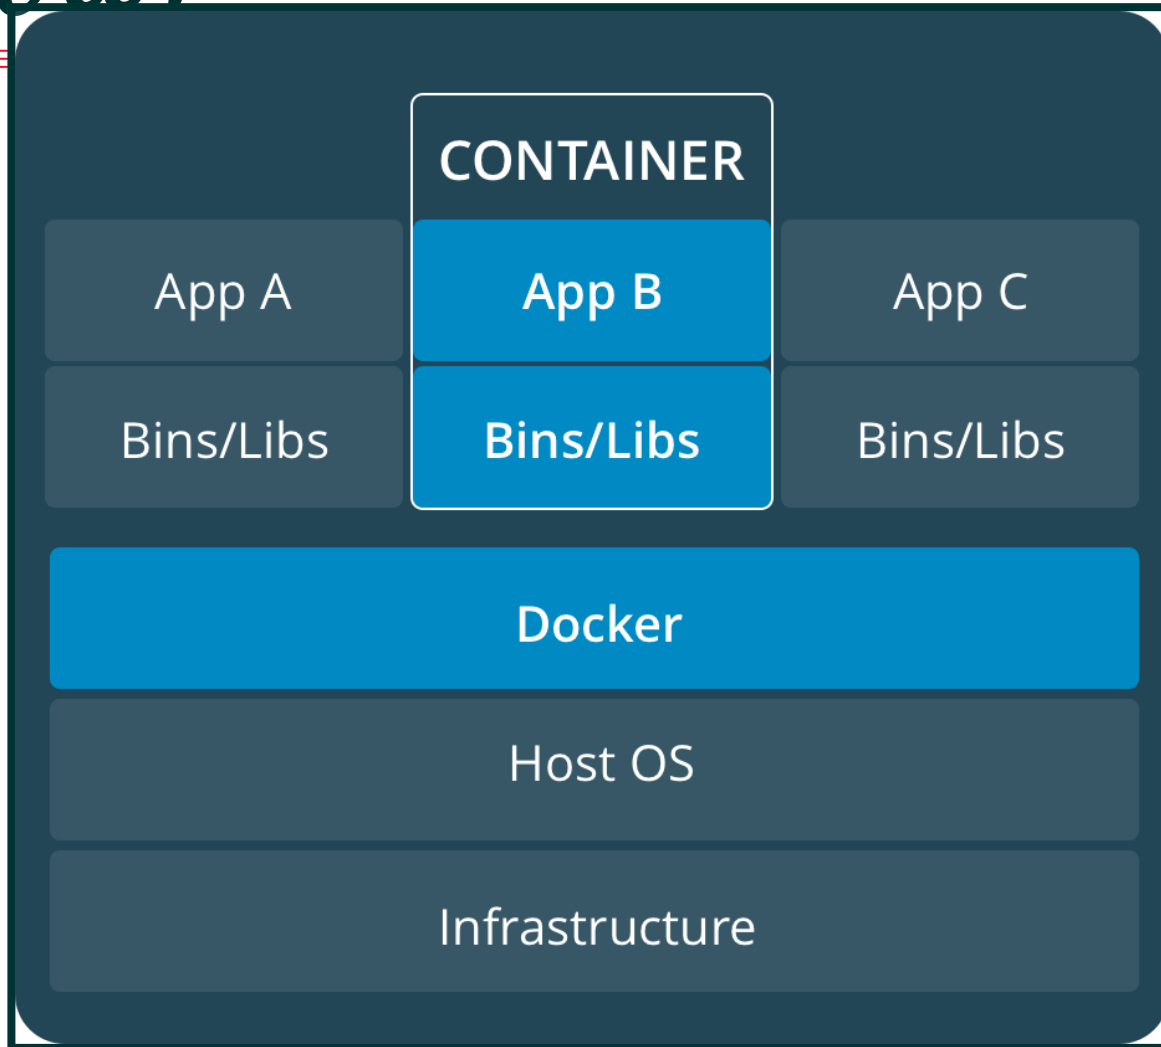 CONTAINER
App A
App B
App C
Bins/Libs
Bins/Libs
Bins/Libs
Docker
Host OS
Infrastructure